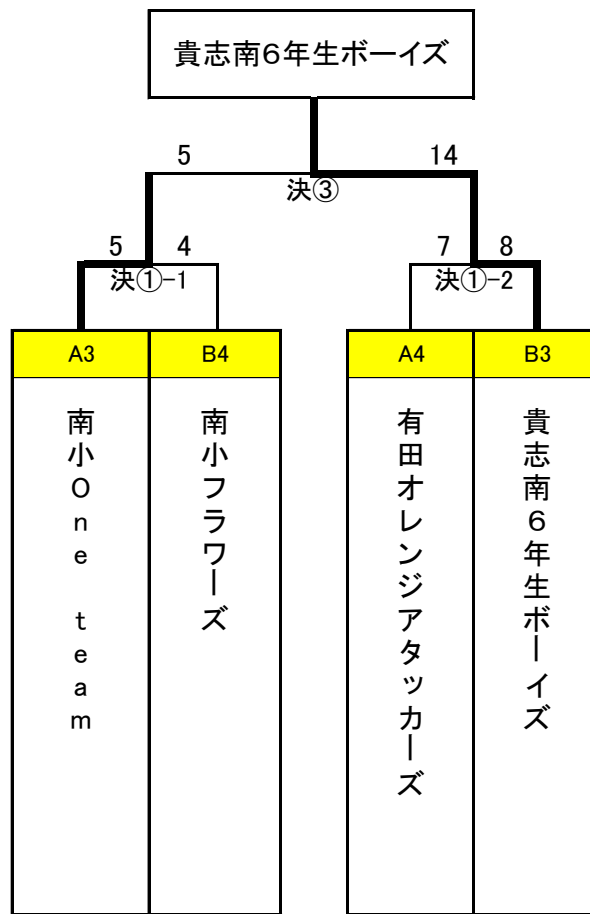 貴志南6年生ボーイズ
5 14
決③
5 4 7 8
決①-1 決①-2
A3 B4 A4 B3
南小One team
南小フラワーズ
有田オレンジアタッカーズ
貴志南6年生ボーイズ